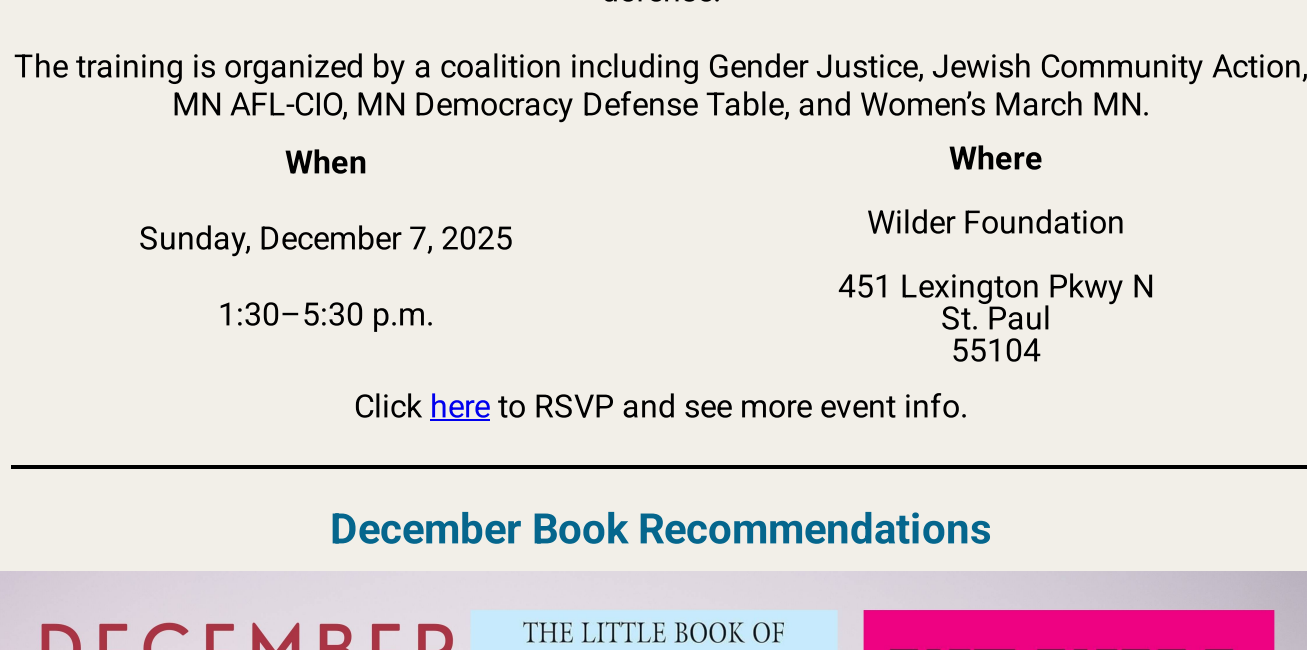 defense.
The training is organized by a coalition including Gender Justice, Jewish Community Action,
MN AFL-CIO, MN Democracy Defense Table, and Women’s March MN.
When
Sunday, December 7, 2025
1:30–5:30 p.m.
Where
Wilder Foundation
451 Lexington Pkwy N
St. Paul
55104
Click here to RSVP and see more event info.
December Book Recommendations
DECEMBER
THE LITTLE BOOK OF